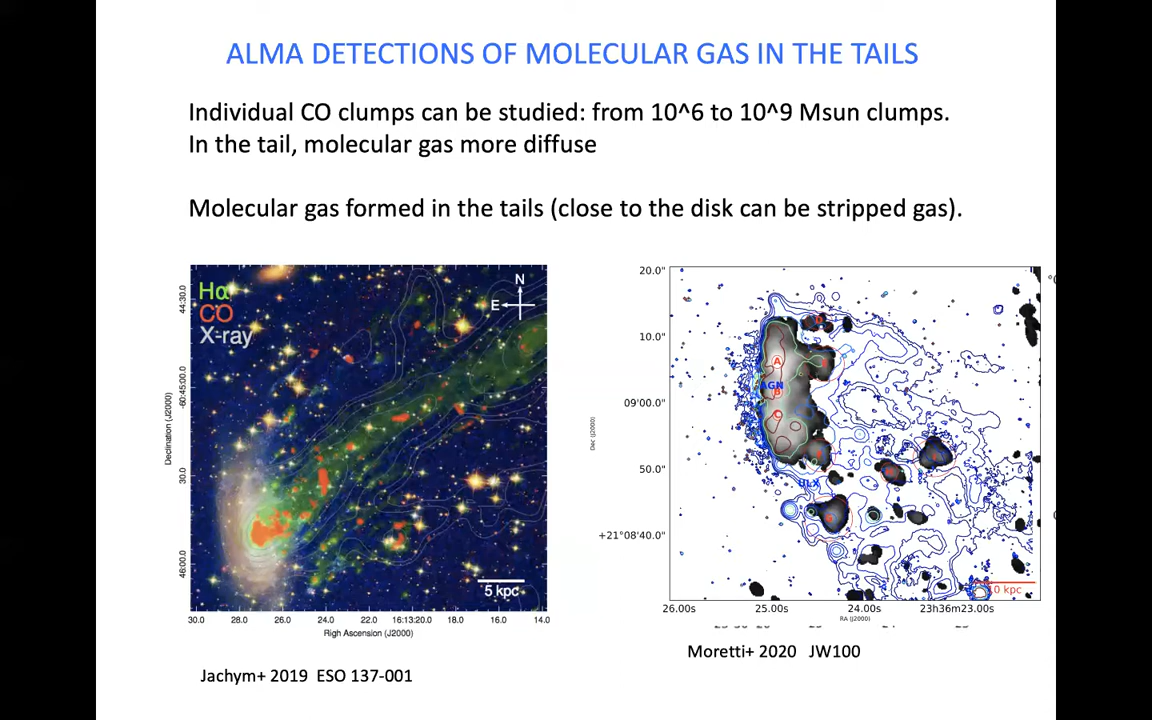 ALMA DETECTIONS OF MOLECULAR GAS IN THE TAILS
Individual CO clumps can be studied: from 10^6 to 10^9 Msun clumps.
In the tail, molecular gas more diffuse
Molecular gas formed in the tails (close to the disk can be stripped gas).
Hα
CO
X-ray
N
E
5 kpc
44:30.0
-60:45:00.0
30.0
46:00.0
Declination (J2000)
30.0 28.0 26.0 24.0 22.0 16:13:20.0 18.0 16.0 14.0
Righ Ascension (J2000)
Jachym+ 2019 ESO 137-001
20.0"
10.0"
09'00.0"
50.0"
+21°08'40.0"
Dec (J2000)
A
AGN
B
C
ULX
0 kpc
26.00s 25.00s 24.00s 23h36m23.00s
RA (J2000)
Moretti+ 2020 JW100